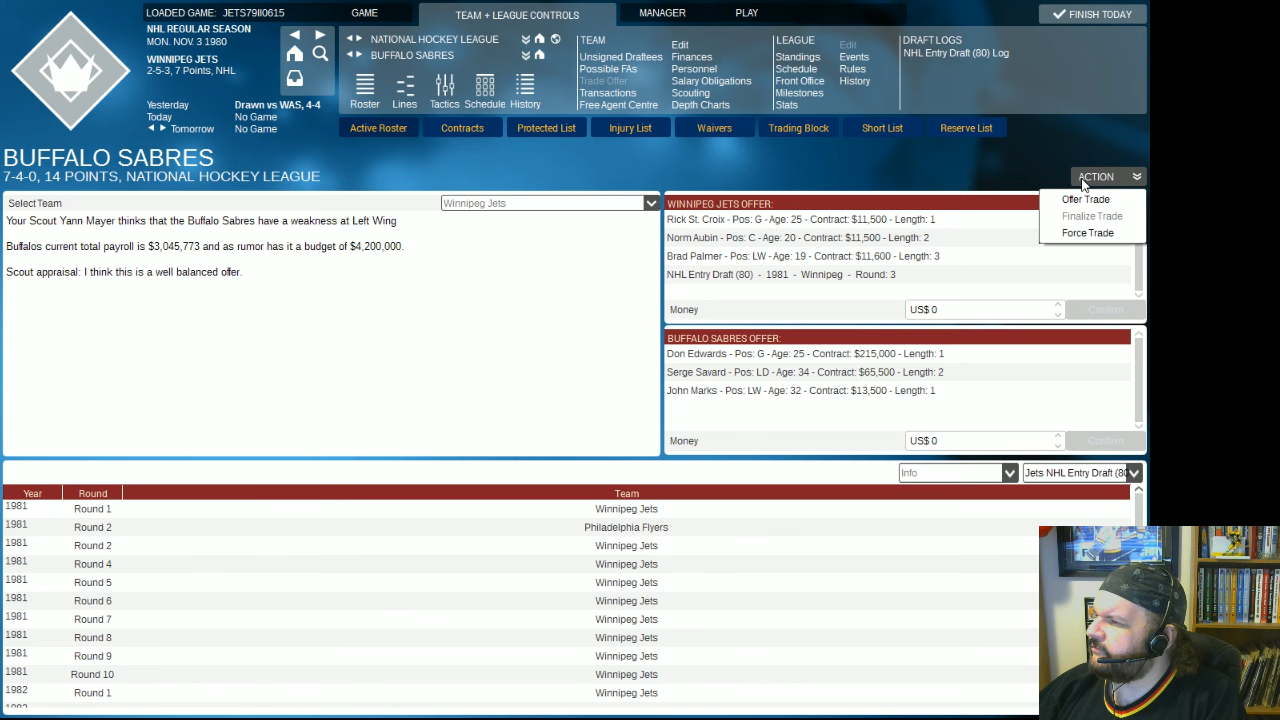 LOADED GAME: JETS79II0615
GAME
TEAM + LEAGUE CONTROLS
MANAGER
PLAY
FINISH TODAY
NHL REGULAR SEASON
MON. NOV. 3 1980
WINNIPEG JETS
2-5-3, 7 Points, NHL
Yesterday Drawn vs WAS, 4-4
Today No Game
Tomorrow No Game
NATIONAL HOCKEY LEAGUE
BUFFALO SABRES
Roster Lines Tactics Schedule History
TEAM
Unsigned Draftees
Possible FAs
Trade Offer
Transactions
Free Agent Centre
Edit
Finances
Personnel
Salary Obligations
Scouting
Depth Charts
LEAGUE
Standings
Schedule
Front Office
Milestones
Stats
Edit
Events
Rules
History
DRAFT LOGS
NHL Entry Draft (80) Log
Active Roster Contracts Protected List Injury List Waivers Trading Block Short List Reserve List
BUFFALO SABRES
7-4-0, 14 POINTS, NATIONAL HOCKEY LEAGUE
ACTION
Offer Trade
Finalize Trade
Force Trade
Select Team Winnipeg Jets
Your Scout Yann Mayer thinks that the Buffalo Sabres have a weakness at Left Wing
Buffalos current total payroll is $3,045,773 and as rumor has it a budget of $4,200,000.
Scout appraisal: I think this is a well balanced offer.
WINNIPEG JETS OFFER:
Rick St. Croix - Pos: G - Age: 25 - Contract: $11,500 - Length: 1
Norm Aubin - Pos: C - Age: 20 - Contract: $11,500 - Length: 2
Brad Palmer - Pos: LW - Age: 19 - Contract: $11,600 - Length: 3
NHL Entry Draft (80) - 1981 - Winnipeg - Round: 3
Money US$ 0 Confirm
BUFFALO SABRES OFFER:
Don Edwards - Pos: G - Age: 25 - Contract: $215,000 - Length: 1
Serge Savard - Pos: LD - Age: 34 - Contract: $65,500 - Length: 2
John Marks - Pos: LW - Age: 32 - Contract: $13,500 - Length: 1
Money US$ 0 Confirm
Info Jets NHL Entry Draft (80
Year Round Team
1981 Round 1 Winnipeg Jets
1981 Round 2 Philadelphia Flyers
1981 Round 2 Winnipeg Jets
1981 Round 4 Winnipeg Jets
1981 Round 5 Winnipeg Jets
1981 Round 6 Winnipeg Jets
1981 Round 7 Winnipeg Jets
1981 Round 8 Winnipeg Jets
1981 Round 9 Winnipeg Jets
1981 Round 10 Winnipeg Jets
1982 Round 1 Winnipeg Jets